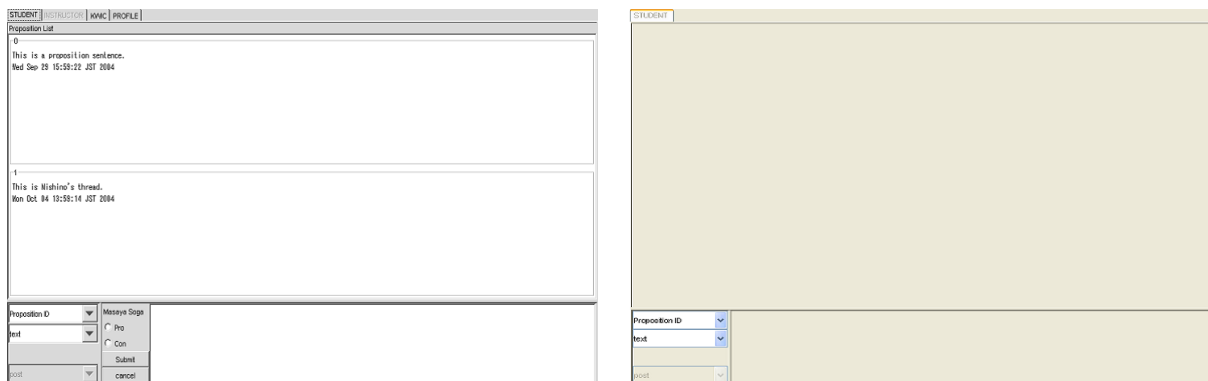 STUDENT INSTRUCTOR KWIC PROFILE
Proposition List
0
This is a proposition sentence.
Wed Sep 29 15:59:22 JST 2004
1
This is Nishino's thread.
Mon Oct 04 13:59:14 JST 2004
Proposition ID
text
post
Masaya Soga
Pro
Con
Submit
cancel
STUDENT
Proposition ID
text
post